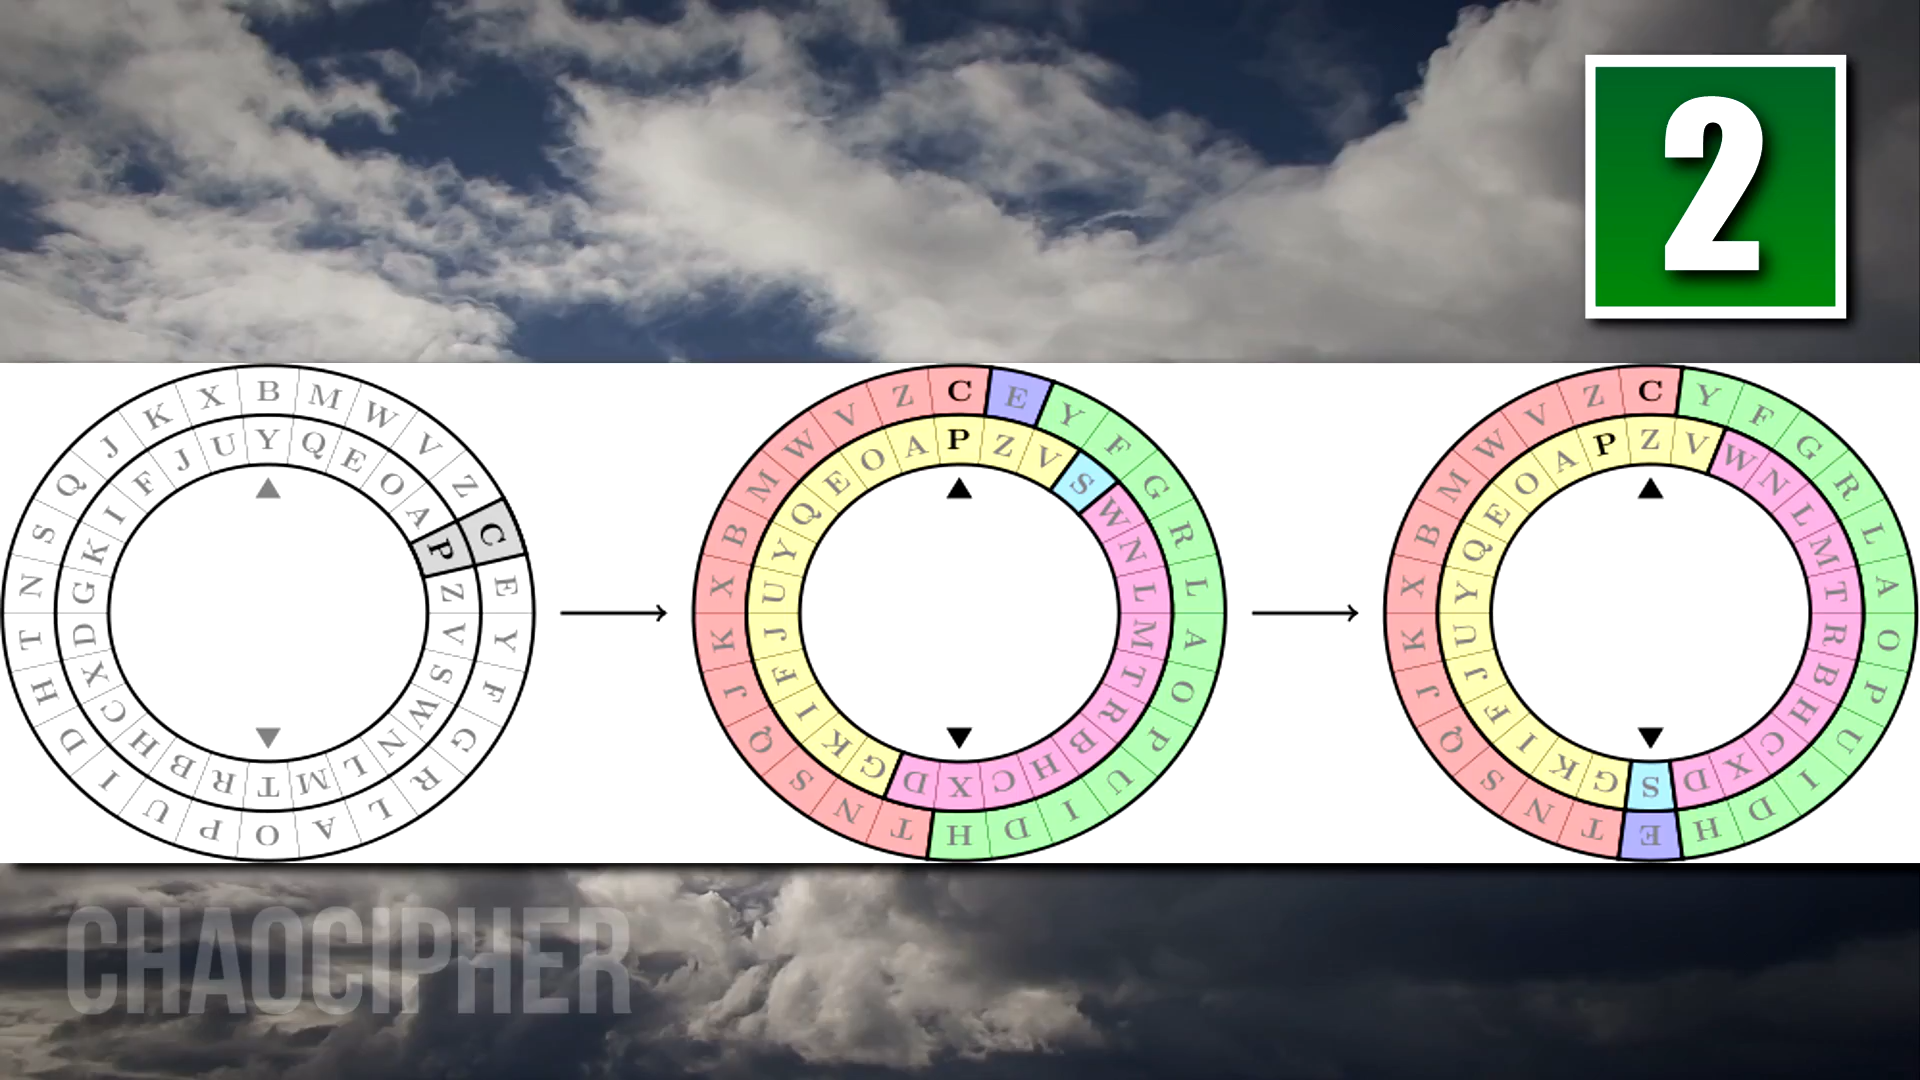 2
B M W V Z C E Y F G R L A O P U I D H T N S Q J K X
Y Q E O A P Z V S W N L M T R B H C X D G K I F J U
C E Y F G R L A O P U I D H T N S Q J K X B M W V Z
P Z V S W N L M T R B H C X D G K I F J U Y Q E O A
C Y F G R L A O P U I D H E T N S Q J K X B M W V Z
Z V W N L M T R B H C X D S G K I F J U Y Q E O A P
CHAOCIPHER